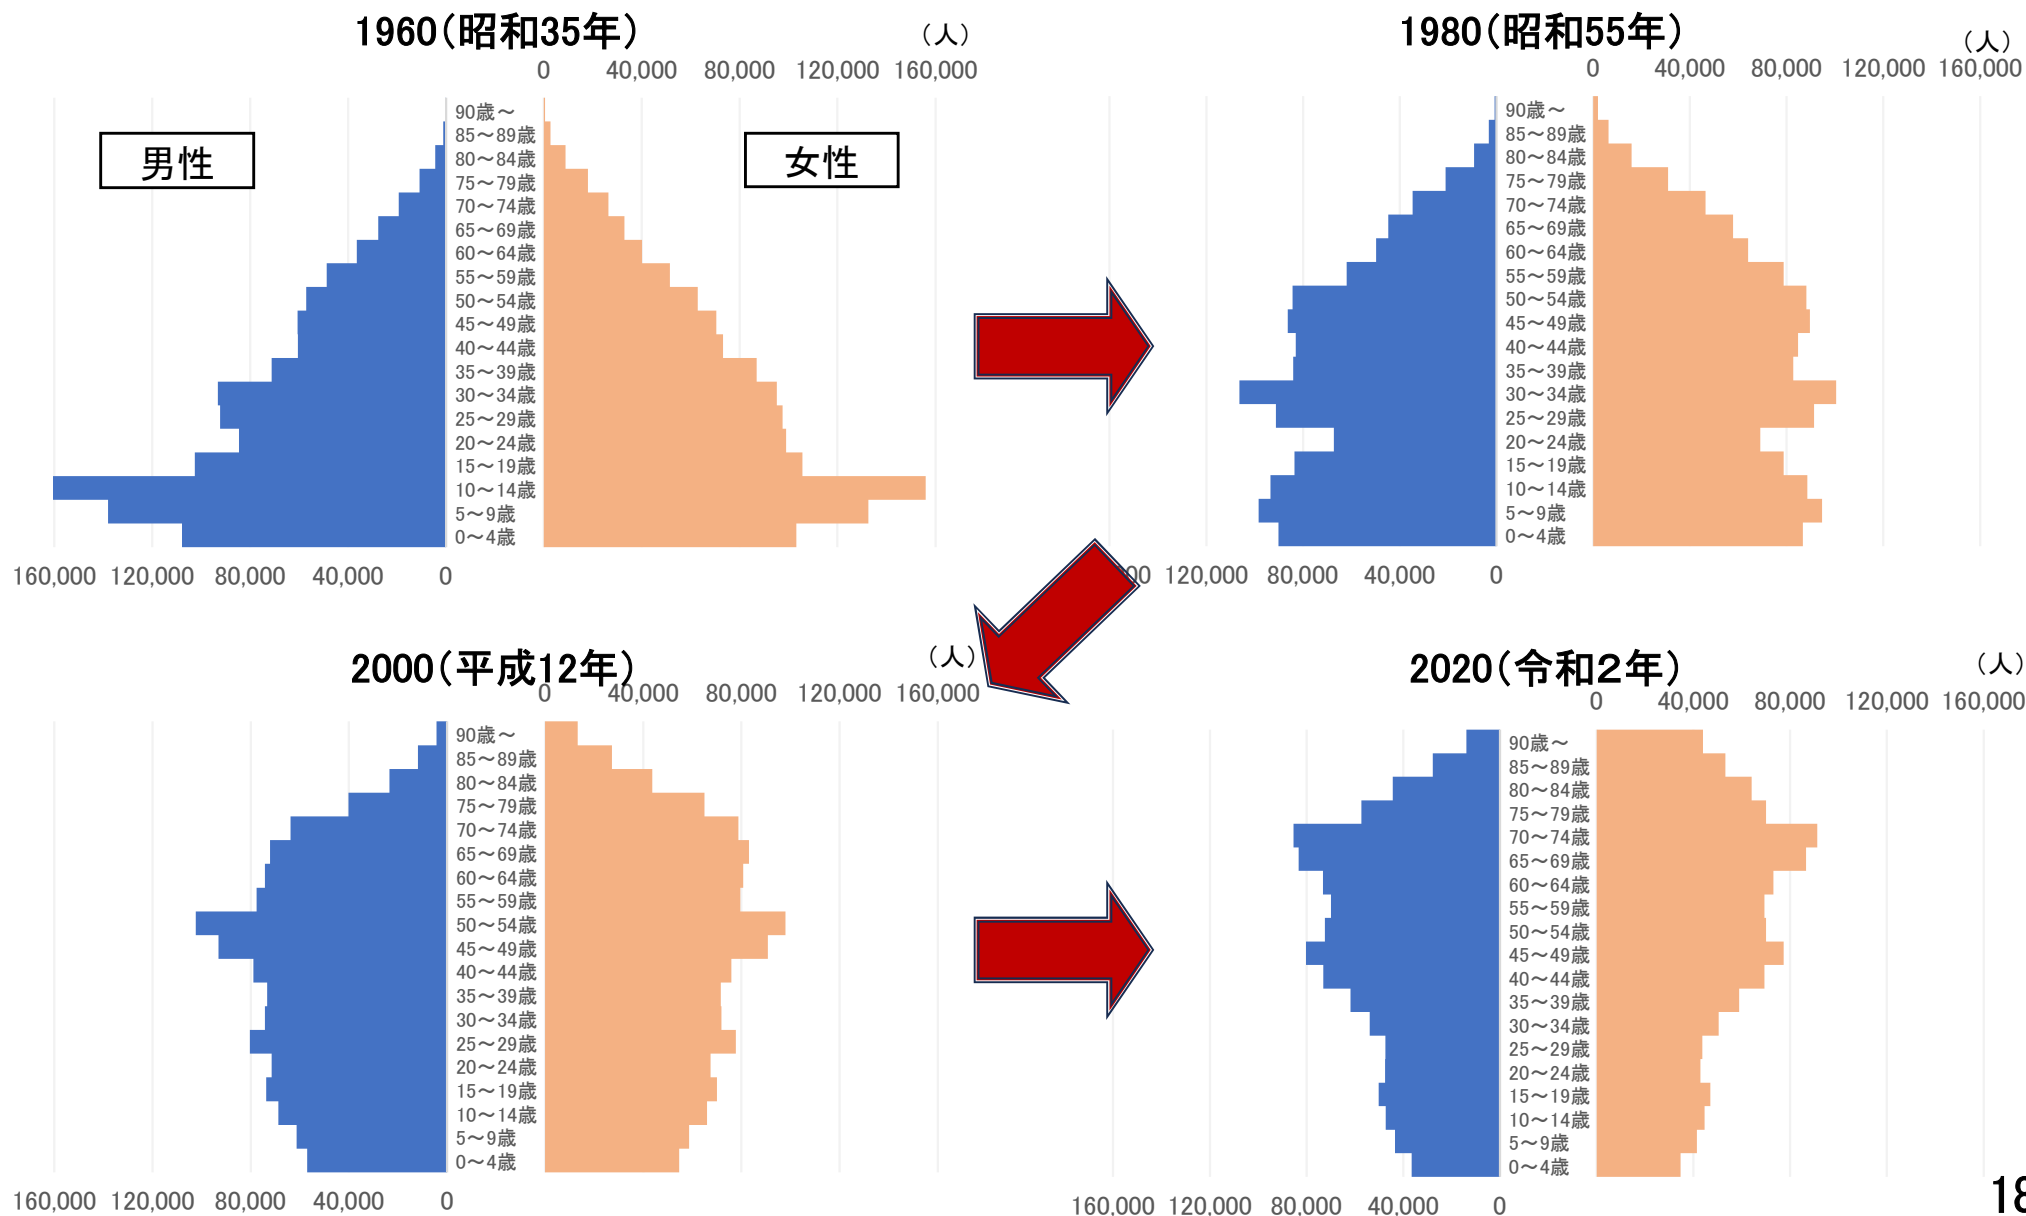 1960（昭和35年）
（人）
0 40,000 80,000 120,000 160,000
男性
女性
90歳～
85～89歳
80～84歳
75～79歳
70～74歳
65～69歳
60～64歳
55～59歳
50～54歳
45～49歳
40～44歳
35～39歳
30～34歳
25～29歳
20～24歳
15～19歳
10～14歳
5～9歳
0～4歳
160,000 120,000 80,000 40,000 0
1980（昭和55年）
（人）
0 40,000 80,000 120,000 160,000
90歳～
85～89歳
80～84歳
75～79歳
70～74歳
65～69歳
60～64歳
55～59歳
50～54歳
45～49歳
40～44歳
35～39歳
30～34歳
25～29歳
20～24歳
15～19歳
10～14歳
5～9歳
0～4歳
120,000 80,000 40,000 0
2000（平成12年）
（人）
0 40,000 80,000 120,000 160,000
90歳～
85～89歳
80～84歳
75～79歳
70～74歳
65～69歳
60～64歳
55～59歳
50～54歳
45～49歳
40～44歳
35～39歳
30～34歳
25～29歳
20～24歳
15～19歳
10～14歳
5～9歳
0～4歳
160,000 120,000 80,000 40,000 0
2020（令和２年）
（人）
0 40,000 80,000 120,000 160,000
90歳～
85～89歳
80～84歳
75～79歳
70～74歳
65～69歳
60～64歳
55～59歳
50～54歳
45～49歳
40～44歳
35～39歳
30～34歳
25～29歳
20～24歳
15～19歳
10～14歳
5～9歳
0～4歳
160,000 120,000 80,000 40,000 0
18